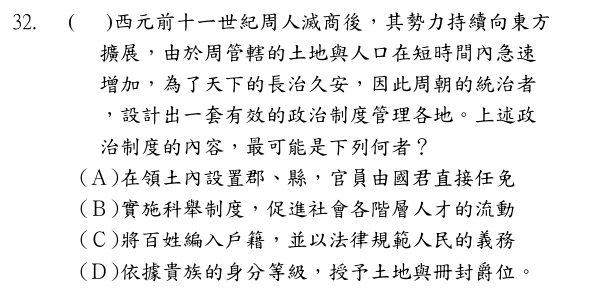 32. (　)西元前十一世紀周人滅商後，其勢力持續向東方
擴展，由於周管轄的土地與人口在短時間內急速
增加，為了天下的長治久安，因此周朝的統治者
，設計出一套有效的政治制度管理各地。上述政
治制度的內容，最可能是下列何者？
(A)在領土內設置郡、縣，官員由國君直接任免
(B)實施科舉制度，促進社會各階層人才的流動
(C)將百姓編入戶籍，並以法律規範人民的義務
(D)依據貴族的身分等級，授予土地與冊封爵位。